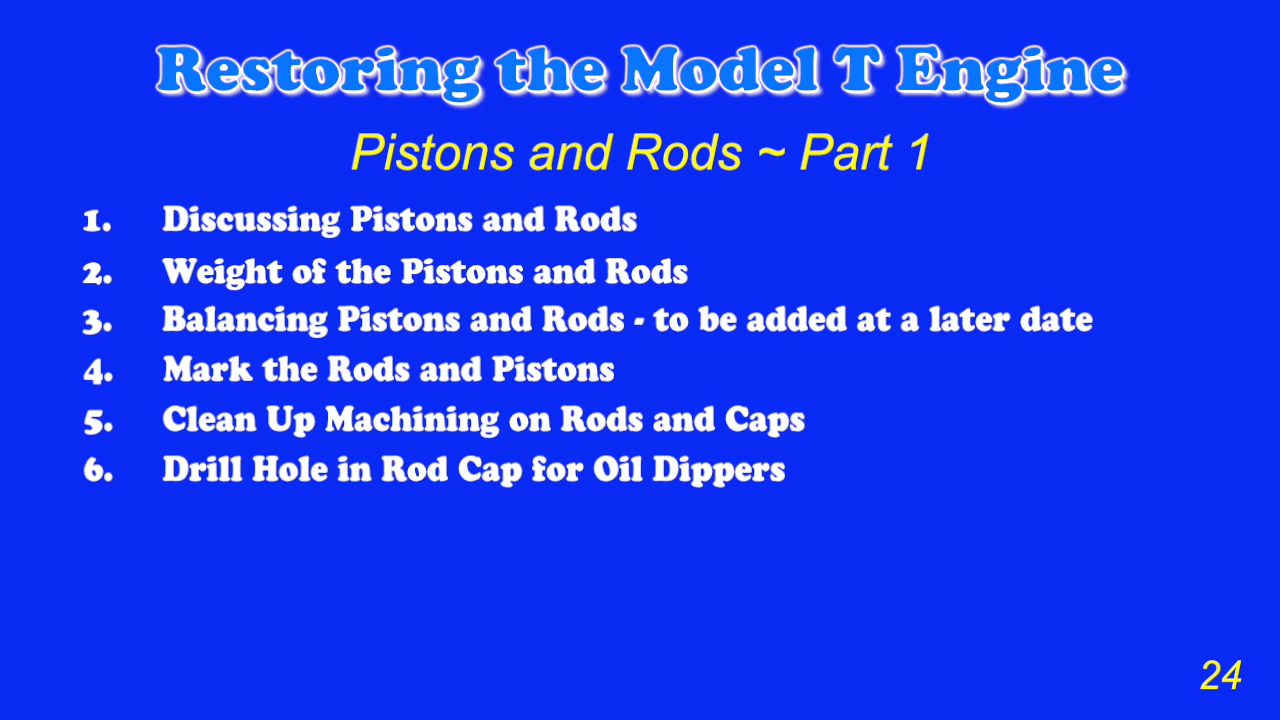 Restoring the Model T Engine
Pistons and Rods ~ Part 1
1. Discussing Pistons and Rods
2. Weight of the Pistons and Rods
3. Balancing Pistons and Rods - to be added at a later date
4. Mark the Rods and Pistons
5. Clean Up Machining on Rods and Caps
6. Drill Hole in Rod Cap for Oil Dippers
24